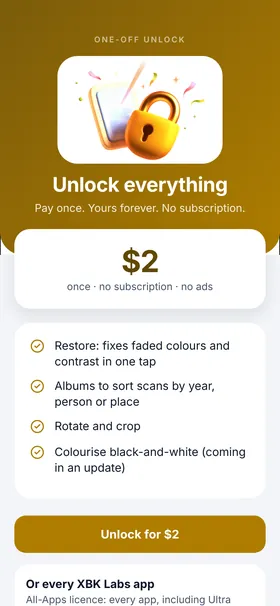 ONE-OFF UNLOCK
Unlock everything
Pay once. Yours forever. No subscription.
$2
once · no subscription · no ads
Restore: fixes faded colours and
contrast in one tap
Albums to sort scans by year,
person or place
Rotate and crop
Colourise black-and-white (coming
in an update)
Unlock for $2
Or every XBK Labs app
All-Apps licence: every app, including Ultra